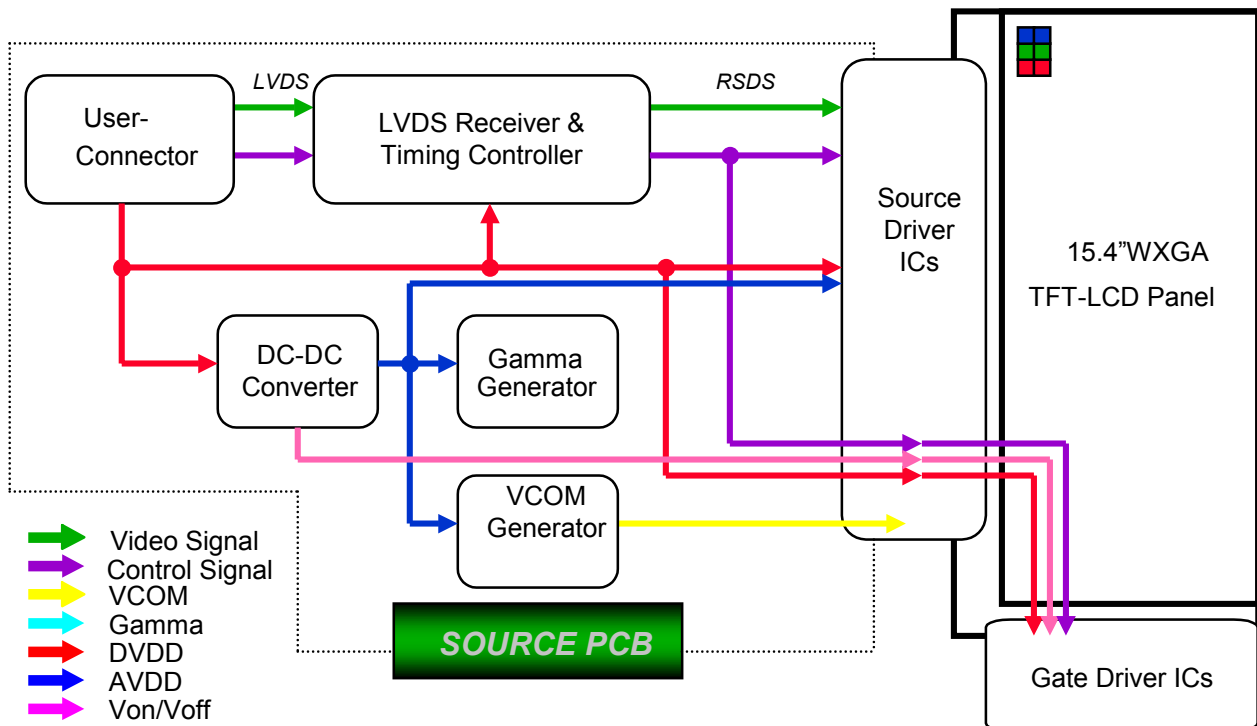 LVDS
RSDS
User-
Connector
LVDS Receiver &
Timing Controller
Source
Driver
ICs
15.4”WXGA
TFT-LCD Panel
DC-DC
Converter
Gamma
Generator
VCOM
Generator
Video Signal
Control Signal
VCOM
Gamma
DVDD
AVDD
Von/Voff
SOURCE PCB
Gate Driver ICs